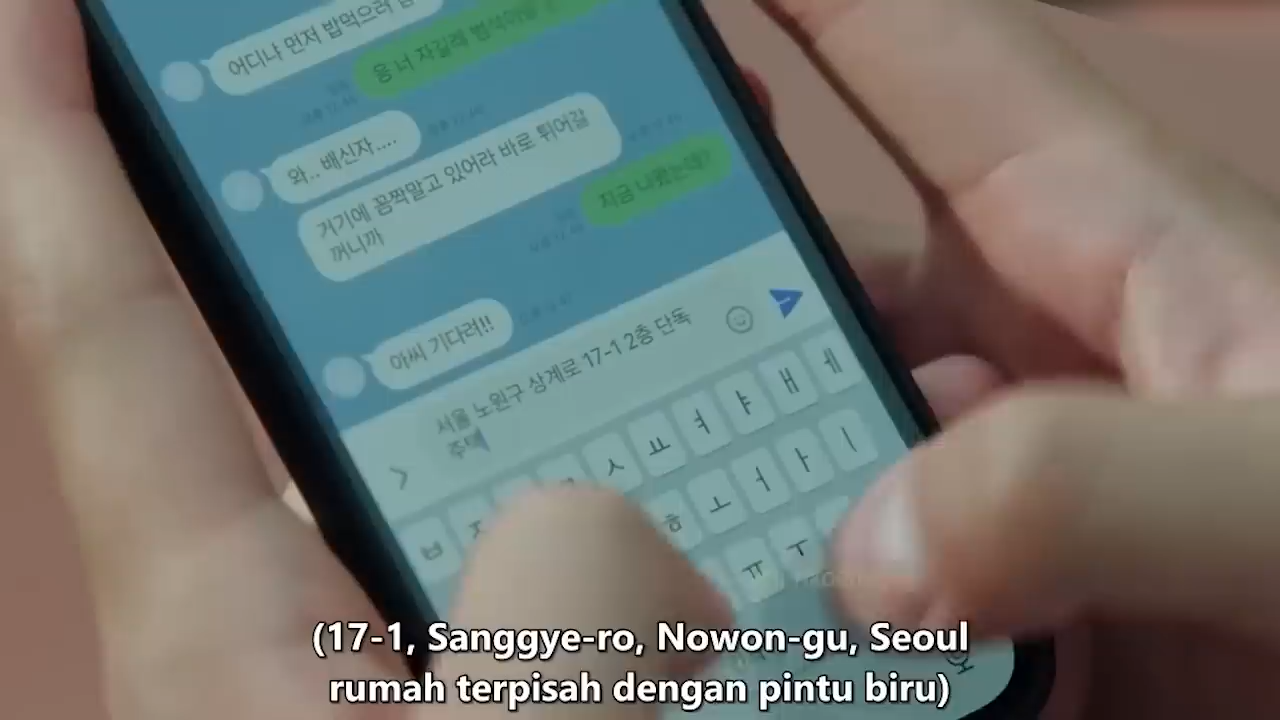 어디냐 먼저 밥먹으러
응 너 자길래
와.. 배신자....
거기에 꼼짝말고 있어라 바로 튀어갈
꺼니까
지금 나왔는데?
아씨 기다려!!
서울 노원구 상계로 17-1 2층 단독
주택
ㅅ ㅛ ㅕ ㅑ ㅐ ㅔ
ㅂ ㅈ
ㅎ ㅗ ㅓ ㅏ ㅣ
ㅠ ㅜ
(17-1, Sanggye-ro, Nowon-gu, Seoul
rumah terpisah dengan pintu biru)